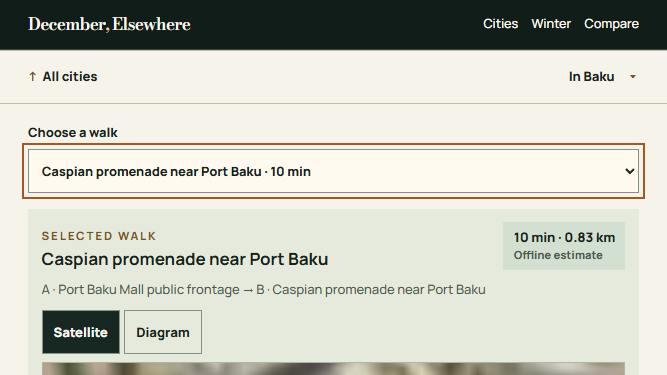 December, Elsewhere
Cities Winter Compare
↑ All cities
In Baku
Choose a walk
Caspian promenade near Port Baku · 10 min
SELECTED WALK
Caspian promenade near Port Baku
10 min · 0.83 km
Offline estimate
A · Port Baku Mall public frontage → B · Caspian promenade near Port Baku
Satellite
Diagram